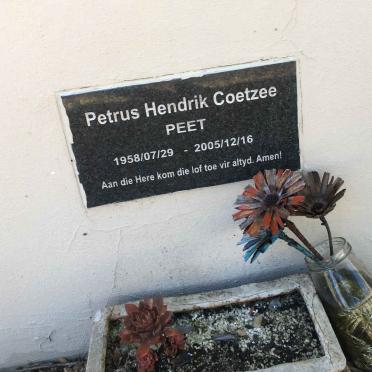 Petrus Hendrik Coetzee
PEET
1958/07/29 - 2005/12/16
Aan die Here kom die lof toe vir altyd. Amen!